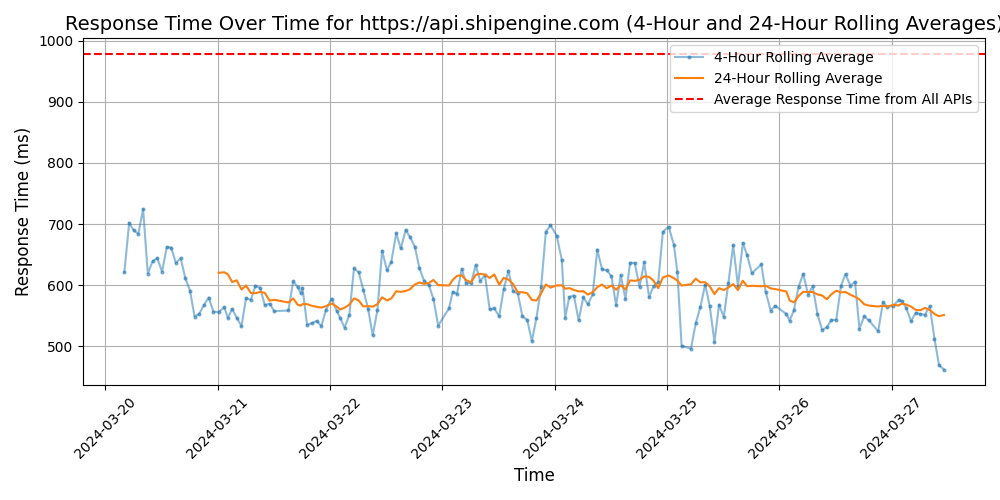 Response Time Over Time for https://api.shipengine.com (4-Hour and 24-Hour Rolling Averages)
Response Time (ms)
1000
900
800
700
600
500
4-Hour Rolling Average
24-Hour Rolling Average
Average Response Time from All APIs
2024-03-20
2024-03-21
2024-03-22
2024-03-23
2024-03-24
2024-03-25
2024-03-26
2024-03-27
Time